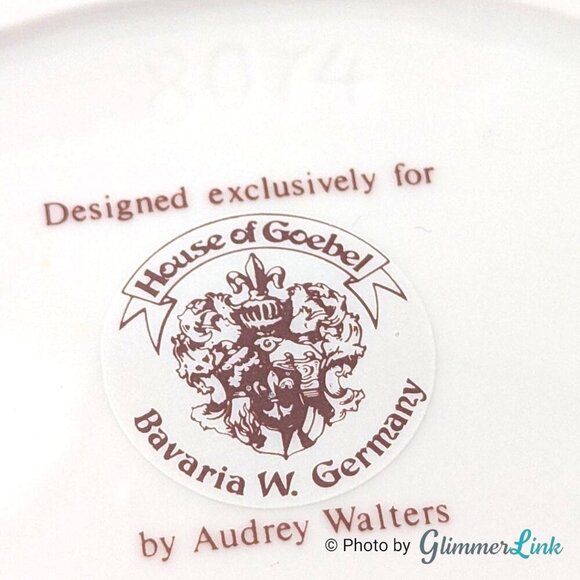 8074
Designed exclusively for
House of Goebel
Bavaria W. Germany
by Audrey Walters
© Photo by GlimmerLink